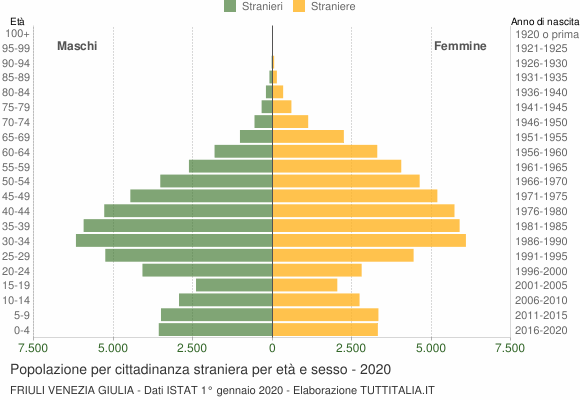 Stranieri Straniere
Età Anno di nascita
Maschi Femmine
100+ 1920 o prima
95-99 1921-1925
90-94 1926-1930
85-89 1931-1935
80-84 1936-1940
75-79 1941-1945
70-74 1946-1950
65-69 1951-1955
60-64 1956-1960
55-59 1961-1965
50-54 1966-1970
45-49 1971-1975
40-44 1976-1980
35-39 1981-1985
30-34 1986-1990
25-29 1991-1995
20-24 1996-2000
15-19 2001-2005
10-14 2006-2010
5-9 2011-2015
0-4 2016-2020
7.500 5.000 2.500 0 2.500 5.000 7.500
Popolazione per cittadinanza straniera per età e sesso - 2020
FRIULI VENEZIA GIULIA - Dati ISTAT 1° gennaio 2020 - Elaborazione TUTTITALIA.IT